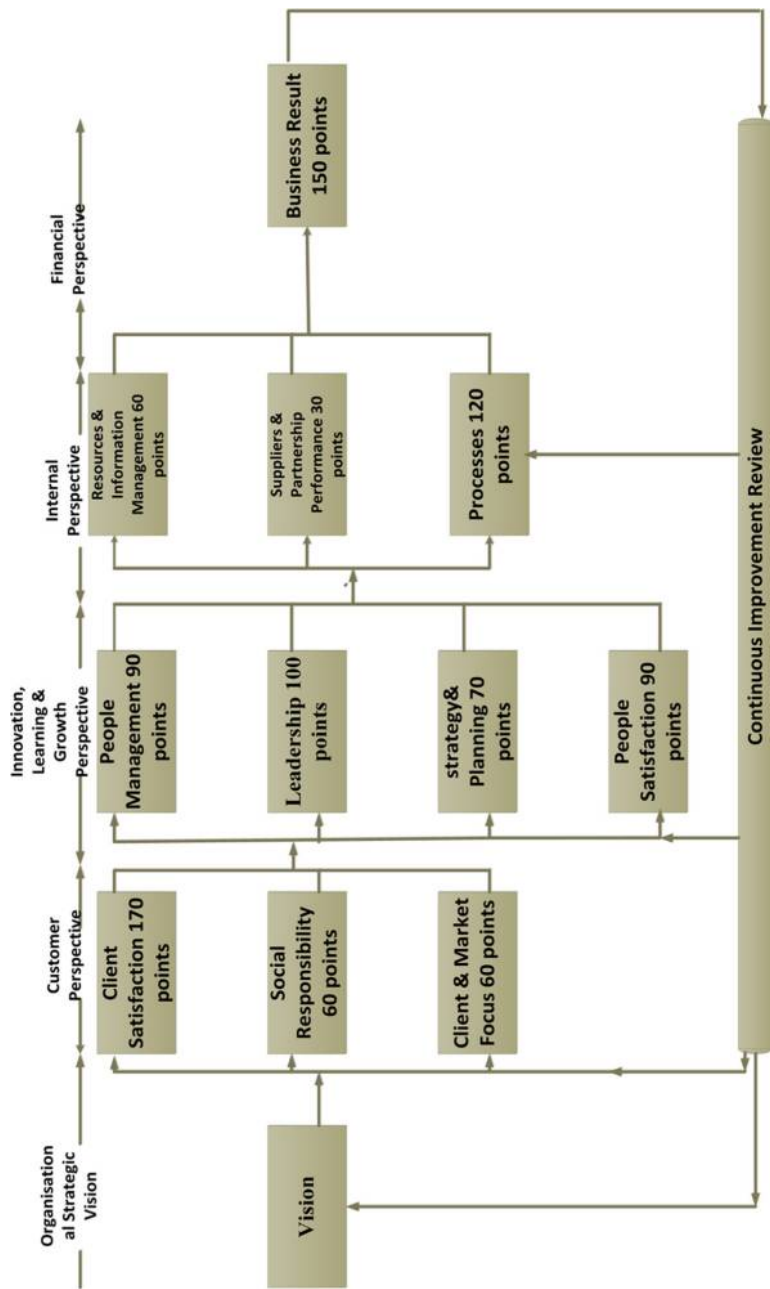 Organisation
al Strategic
Vision
Customer
Perspective
Innovation,
Learning &
Growth
Perspective
Internal
Perspective
Financial
Perspective
Vision
Client
Satisfaction 170
points
Social
Responsibility
60 points
Client & Market
Focus 60 points
People
Management 90
points
Leadership 100
points
strategy&
Planning 70
points
People
Satisfaction 90
points
Resources &
Information
Management 60
points
Suppliers &
Partnership
Performance 30
points
Processes 120
points
Business Result
150 points
Continuous Improvement Review